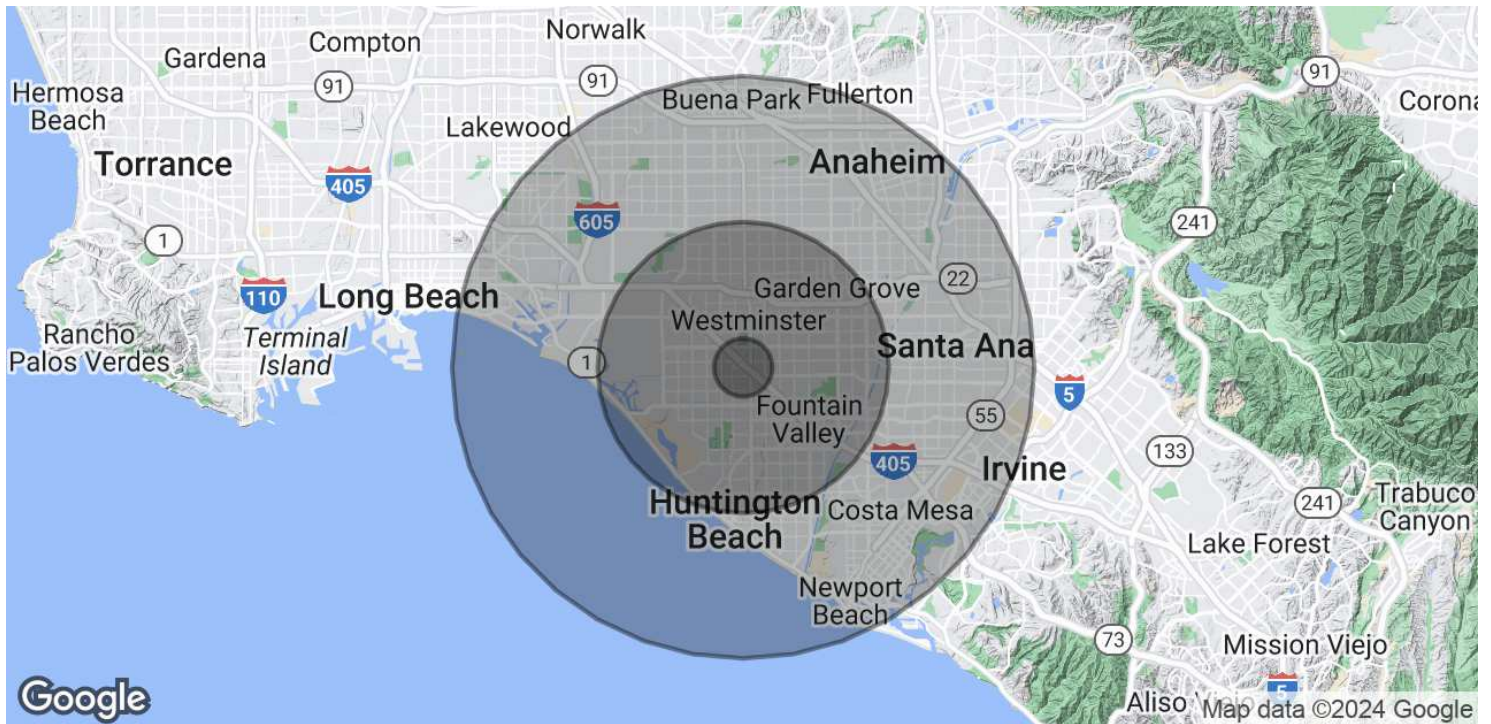 Norwalk
Compton
Gardena
91
91
91
Hermosa
Beach
Buena Park
Fullerton
Corona
Lakewood
Torrance
Anaheim
405
605
241
1
22
Garden Grove
110
Long Beach
Westminster
Rancho
Palos Verdes
Terminal
Island
Santa Ana
1
5
Fountain
Valley
55
405
133
Irvine
Huntington
Beach
Costa Mesa
241
Trabuco
Canyon
Lake Forest
Newport
Beach
73
Mission Viejo
5
Aliso
Google
Map data ©2024 Google